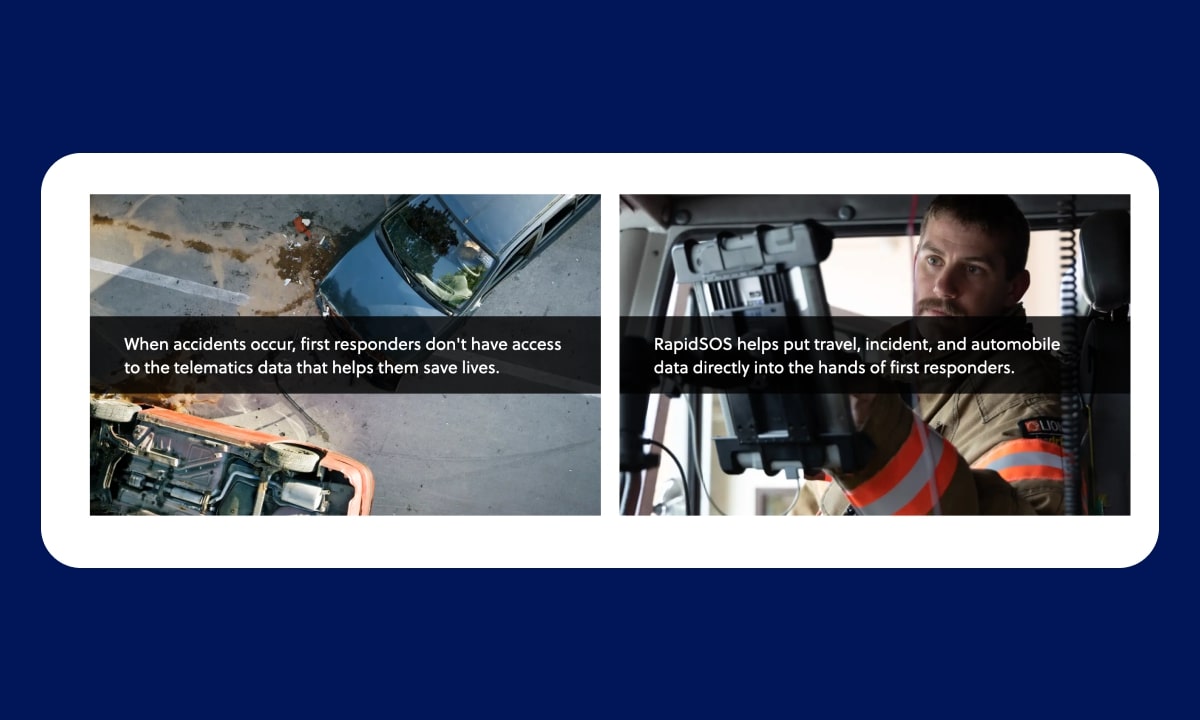 When accidents occur, first responders don't have access
to the telematics data that helps them save lives.
RapidSOS helps put travel, incident, and automobile
data directly into the hands of first responders.
LION